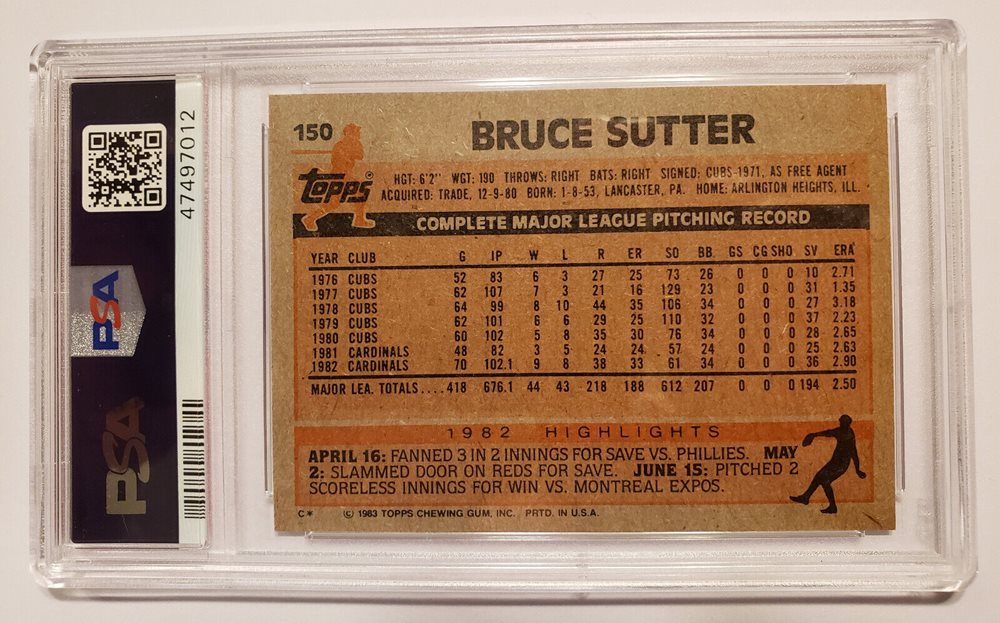 150
BRUCE SUTTER
Topps®
HGT: 6'2" WGT: 190 THROWS: RIGHT BATS: RIGHT SIGNED: CUBS-1971, AS FREE AGENT
ACQUIRED: TRADE, 12-9-80 BORN: 1-8-53, LANCASTER, PA. HOME: ARLINGTON HEIGHTS, ILL.
COMPLETE MAJOR LEAGUE PITCHING RECORD
YEAR CLUB G IP W L R ER SO BB GS CG SHO SV ERA
1976 CUBS 52 83 6 3 27 25 73 26 0 0 0 10 2.71
1977 CUBS 62 107 7 3 21 16 129 23 0 0 0 31 1.35
1978 CUBS 64 99 8 10 44 35 106 34 0 0 0 27 3.18
1979 CUBS 62 101 6 6 29 25 110 32 0 0 0 37 2.23
1980 CUBS 60 102 5 8 35 30 76 34 0 0 0 28 2.65
1981 CARDINALS 48 82 3 5 24 24 57 24 0 0 0 25 2.63
1982 CARDINALS 70 102.1 9 8 38 33 61 34 0 0 0 36 2.90
MAJOR LEA. TOTALS....418 676.1 44 43 218 188 612 207 0 0 0 194 2.50
1982 HIGHLIGHTS
APRIL 16: FANNED 3 IN 2 INNINGS FOR SAVE VS. PHILLIES. MAY
2: SLAMMED DOOR ON REDS FOR SAVE. JUNE 15: PITCHED 2
SCORELESS INNINGS FOR WIN VS. MONTREAL EXPOS.
C* © 1983 TOPPS CHEWING GUM, INC. PRTD. IN U.S.A.
47497012
PSA
PSA